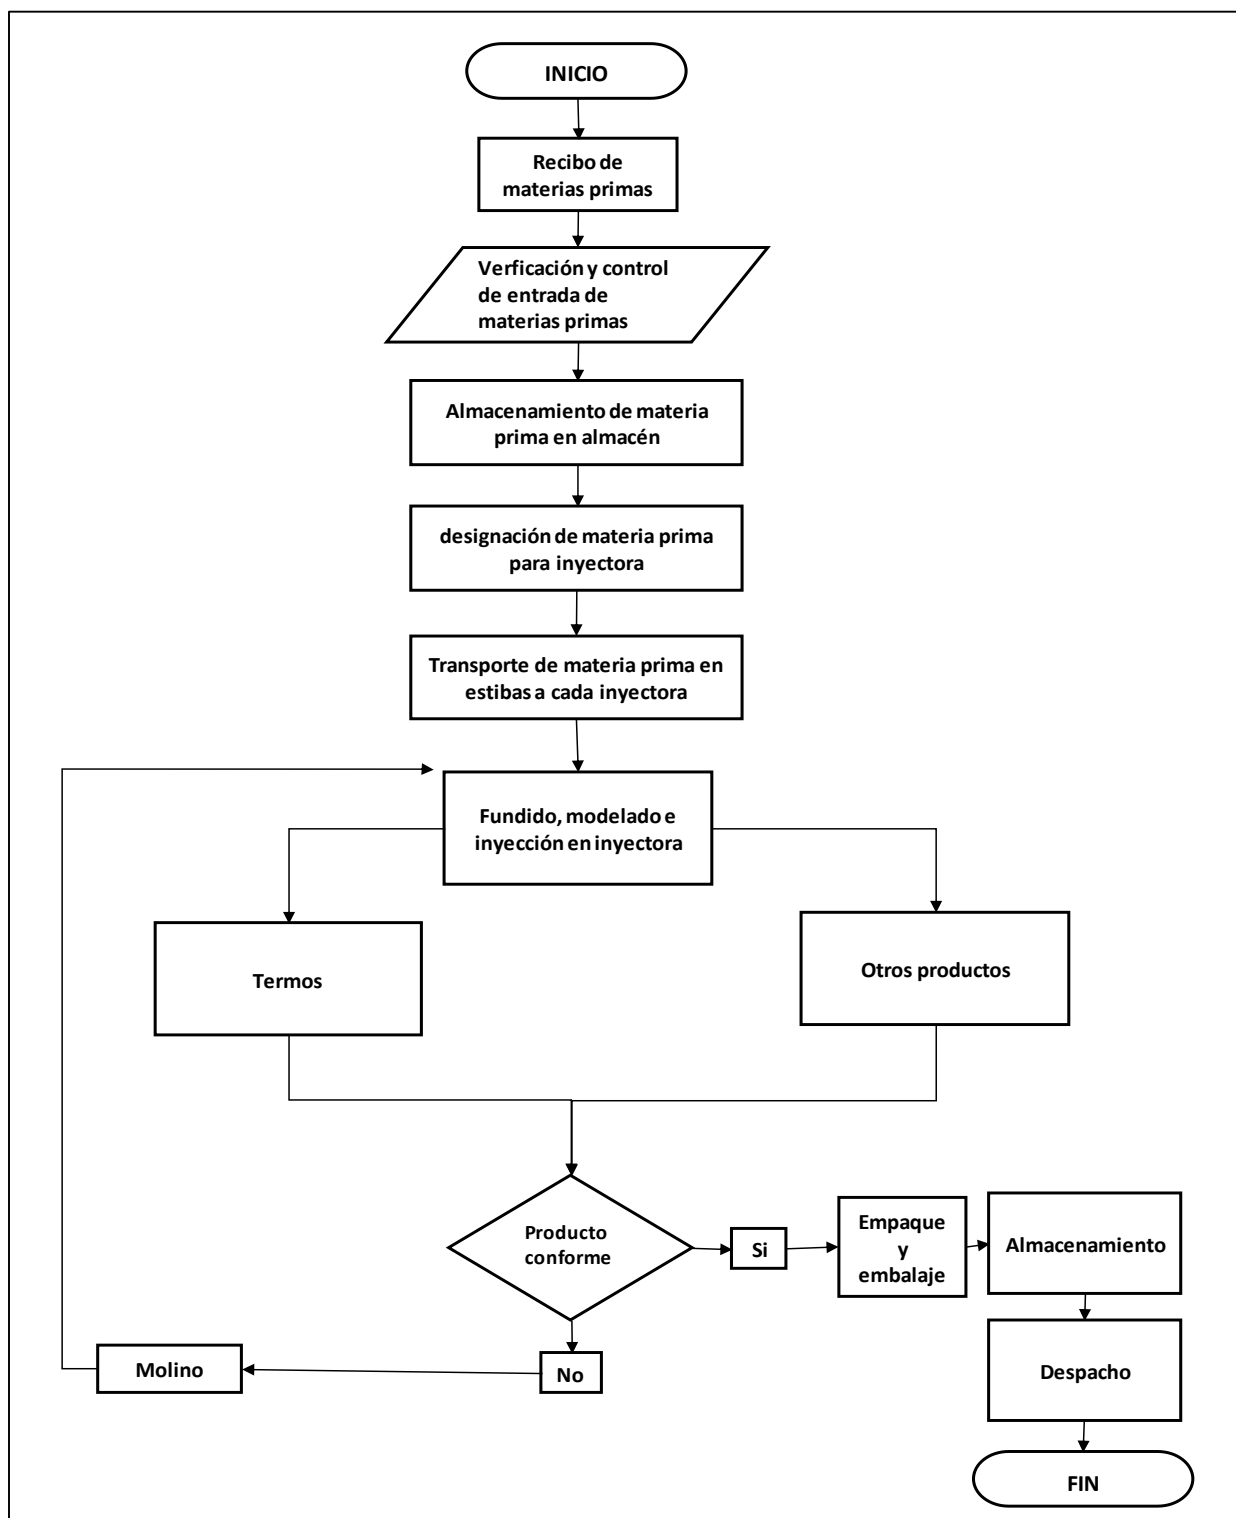 INICIO
Recibo de
materias primas
Verficación y control
de entrada de
materias primas
Almacenamiento de materia
prima en almacén
designación de materia prima
para inyectora
Transporte de materia prima en
estibas a cada inyectora
Fundido, modelado e
inyección en inyectora
Termos
Otros productos
Producto
conforme
Si
Empaque
y
embalaje
Almacenamiento
Molino
No
Despacho
FIN